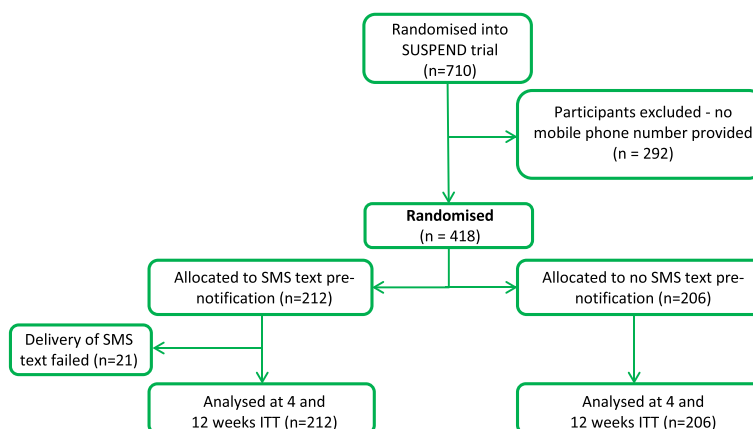 Randomised into
SUSPEND trial
(n=710)
Participants excluded - no
mobile phone number provided
(n = 292)
Randomised
(n = 418)
Allocated to SMS text pre-
notification (n=212)
Allocated to no SMS text pre-
notification (n=206)
Delivery of SMS
text failed (n=21)
Analysed at 4 and
12 weeks ITT (n=212)
Analysed at 4 and
12 weeks ITT (n=206)